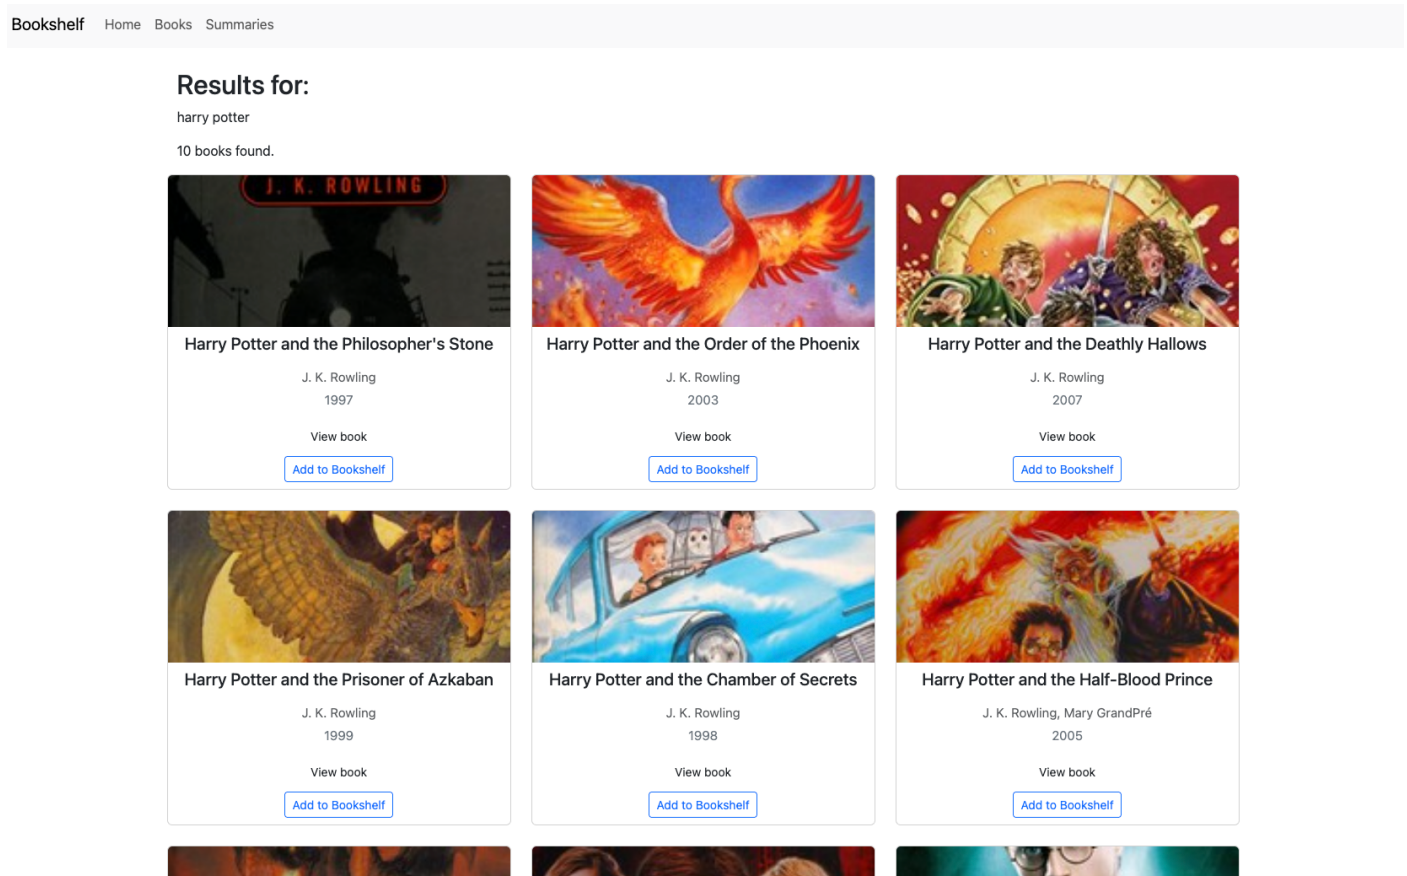 Bookshelf Home Books Summaries
Results for:
harry potter
10 books found.
J. K. ROWLING
Harry Potter and the Philosopher's Stone
J. K. Rowling
1997
View book
Add to Bookshelf
Harry Potter and the Order of the Phoenix
J. K. Rowling
2003
View book
Add to Bookshelf
Harry Potter and the Deathly Hallows
J. K. Rowling
2007
View book
Add to Bookshelf
Harry Potter and the Prisoner of Azkaban
J. K. Rowling
1999
View book
Add to Bookshelf
Harry Potter and the Chamber of Secrets
J. K. Rowling
1998
View book
Add to Bookshelf
Harry Potter and the Half-Blood Prince
J. K. Rowling, Mary GrandPré
2005
View book
Add to Bookshelf